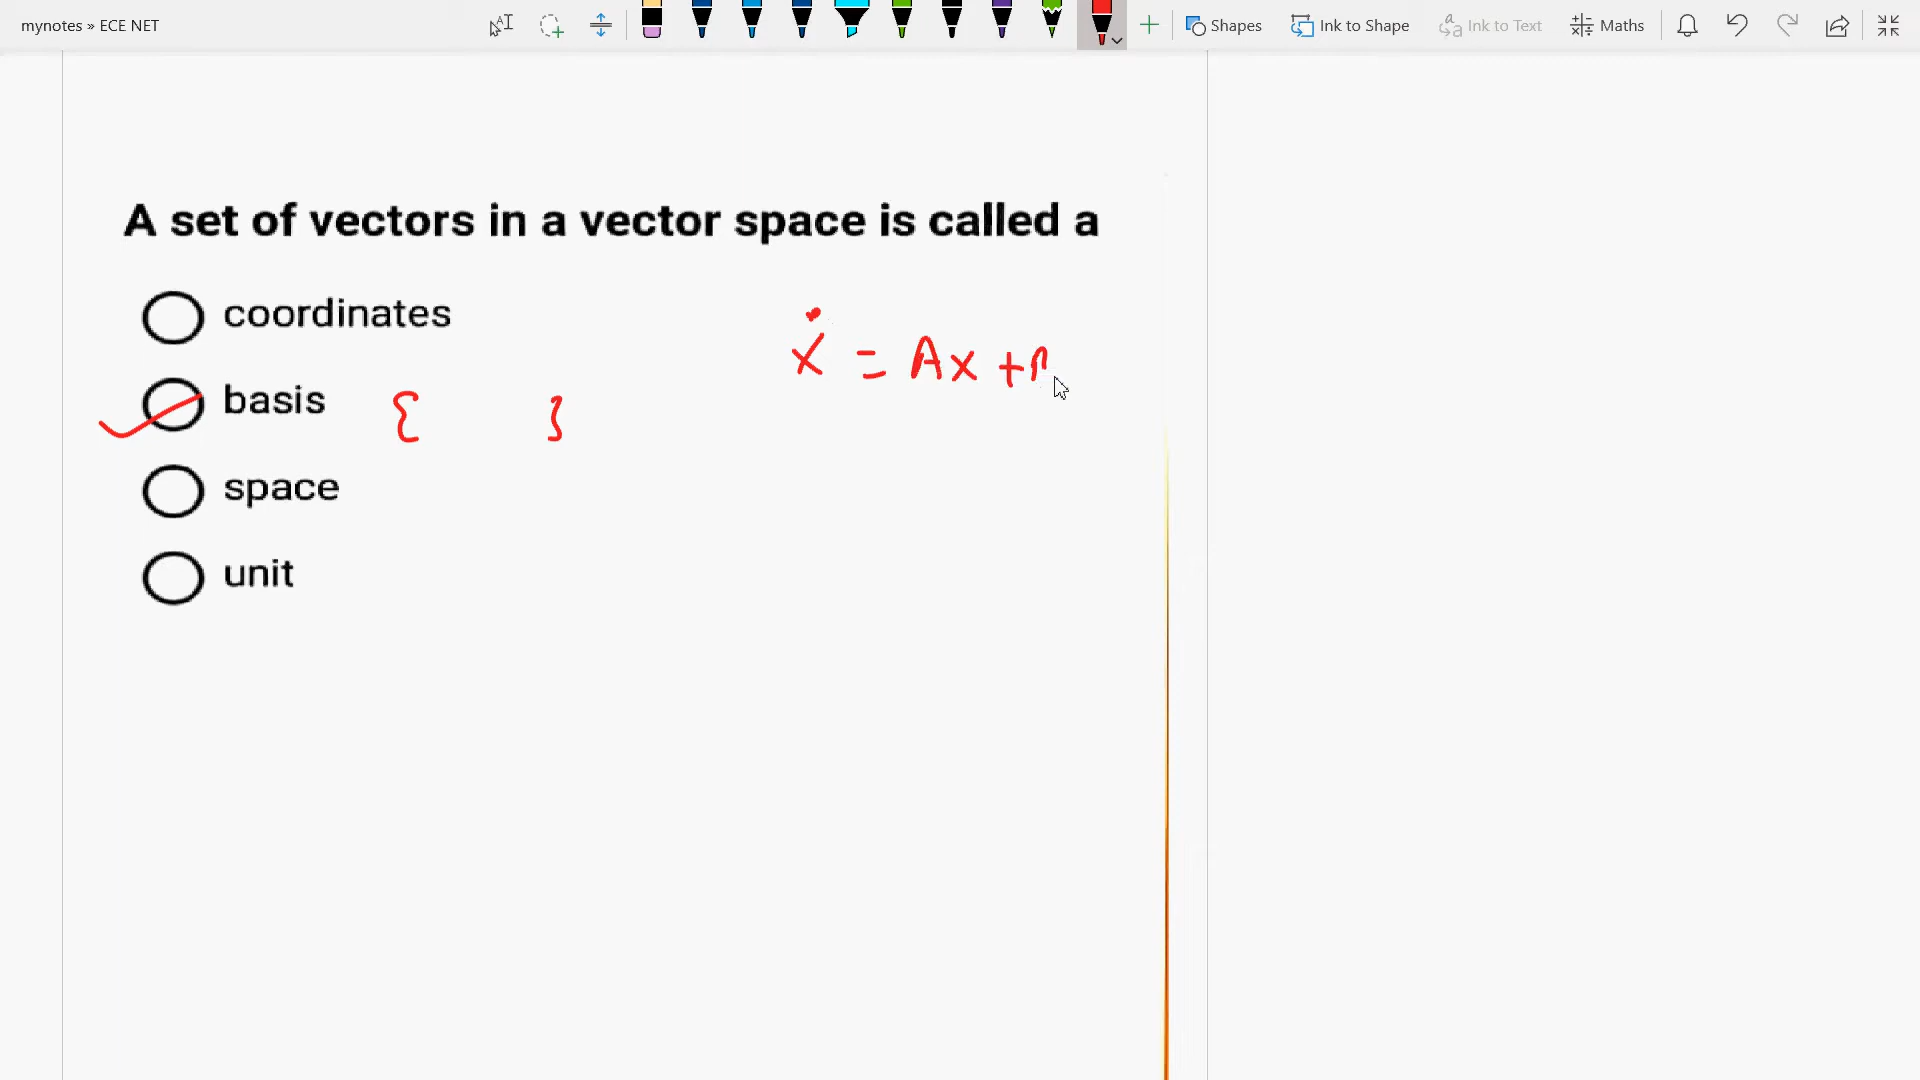 mynotes » ECE NET
Shapes
Ink to Shape
Ink to Text
Maths
A set of vectors in a vector space is called a
coordinates
ẋ = Ax +
basis { }
space
unit